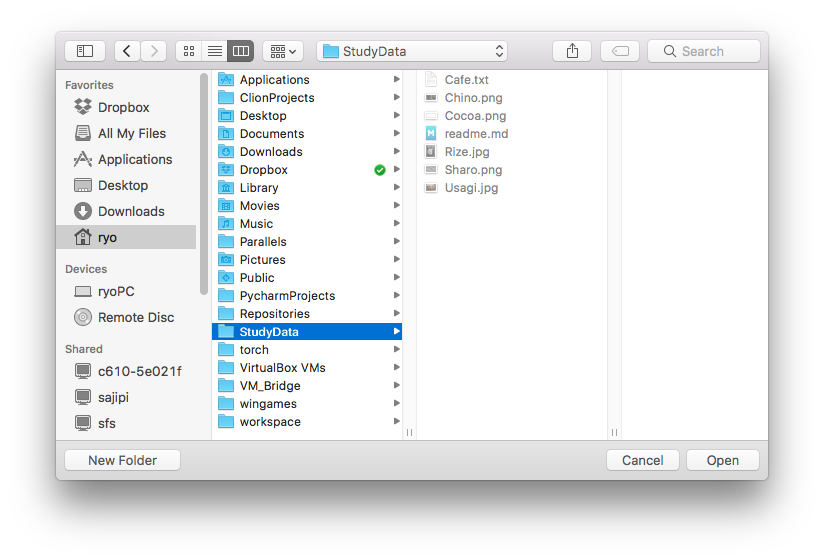 StudyData
Search
Favorites
Dropbox
All My Files
Applications
Desktop
Downloads
ryo
Devices
ryoPC
Remote Disc
Shared
c610-5e021f
sajipi
sfs
Applications
ClionProjects
Desktop
Documents
Downloads
Dropbox
Library
Movies
Music
Parallels
Pictures
Public
PycharmProjects
Repositories
StudyData
torch
VirtualBox VMs
VM_Bridge
wingames
workspace
Cafe.txt
Chino.png
Cocoa.png
readme.md
Rize.jpg
Sharo.png
Usagi.jpg
New Folder
Cancel
Open